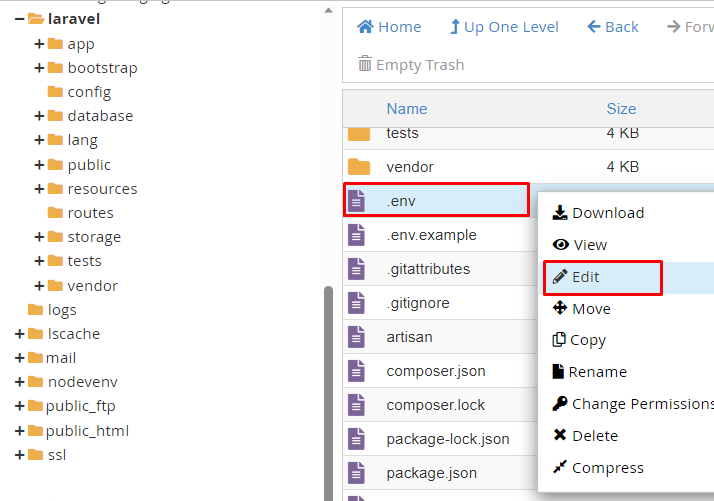 laravel
app
bootstrap
config
database
lang
public
resources
routes
storage
tests
vendor
logs
lscache
mail
nodevenv
public_ftp
public_html
ssl
Home Up One Level Back Forw
Empty Trash
Name Size
tests 4 KB
vendor 4 KB
.env
.env.example
.gitattributes
.gitignore
artisan
composer.json
composer.lock
package-lock.json
package.json
Download
View
Edit
Move
Copy
Rename
Change Permissions
Delete
Compress